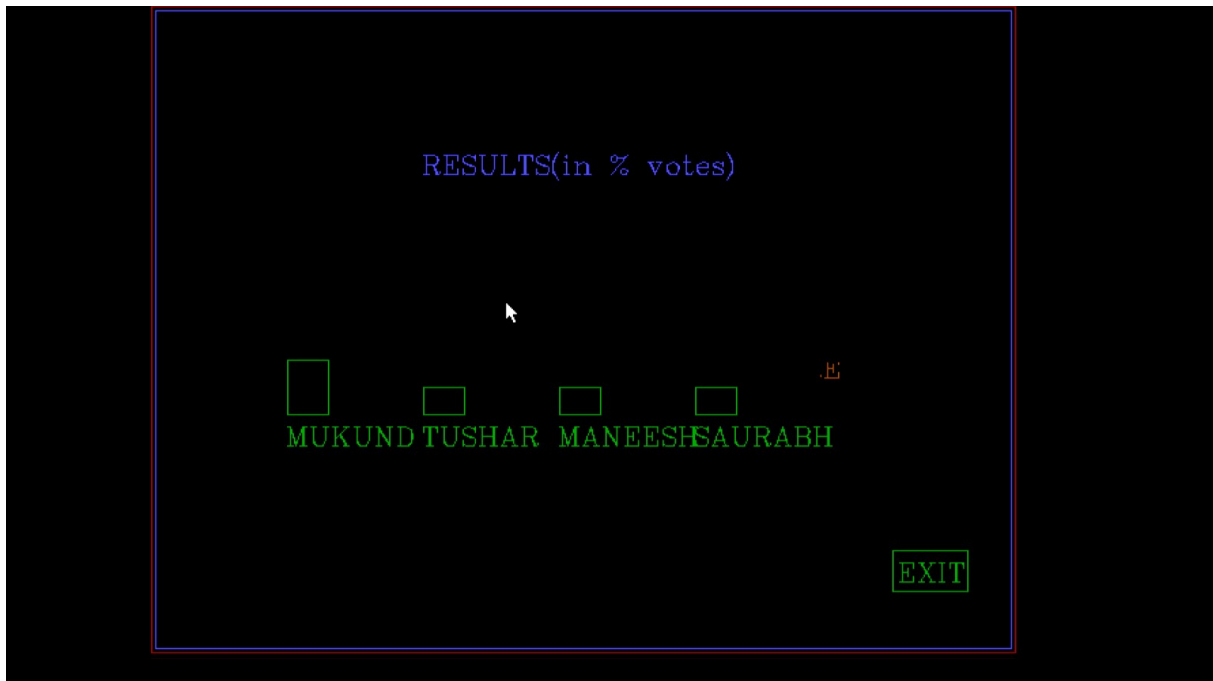 RESULTS(in % votes)
.E
MUKUND TUSHAR MANEESH SAURABH
EXIT